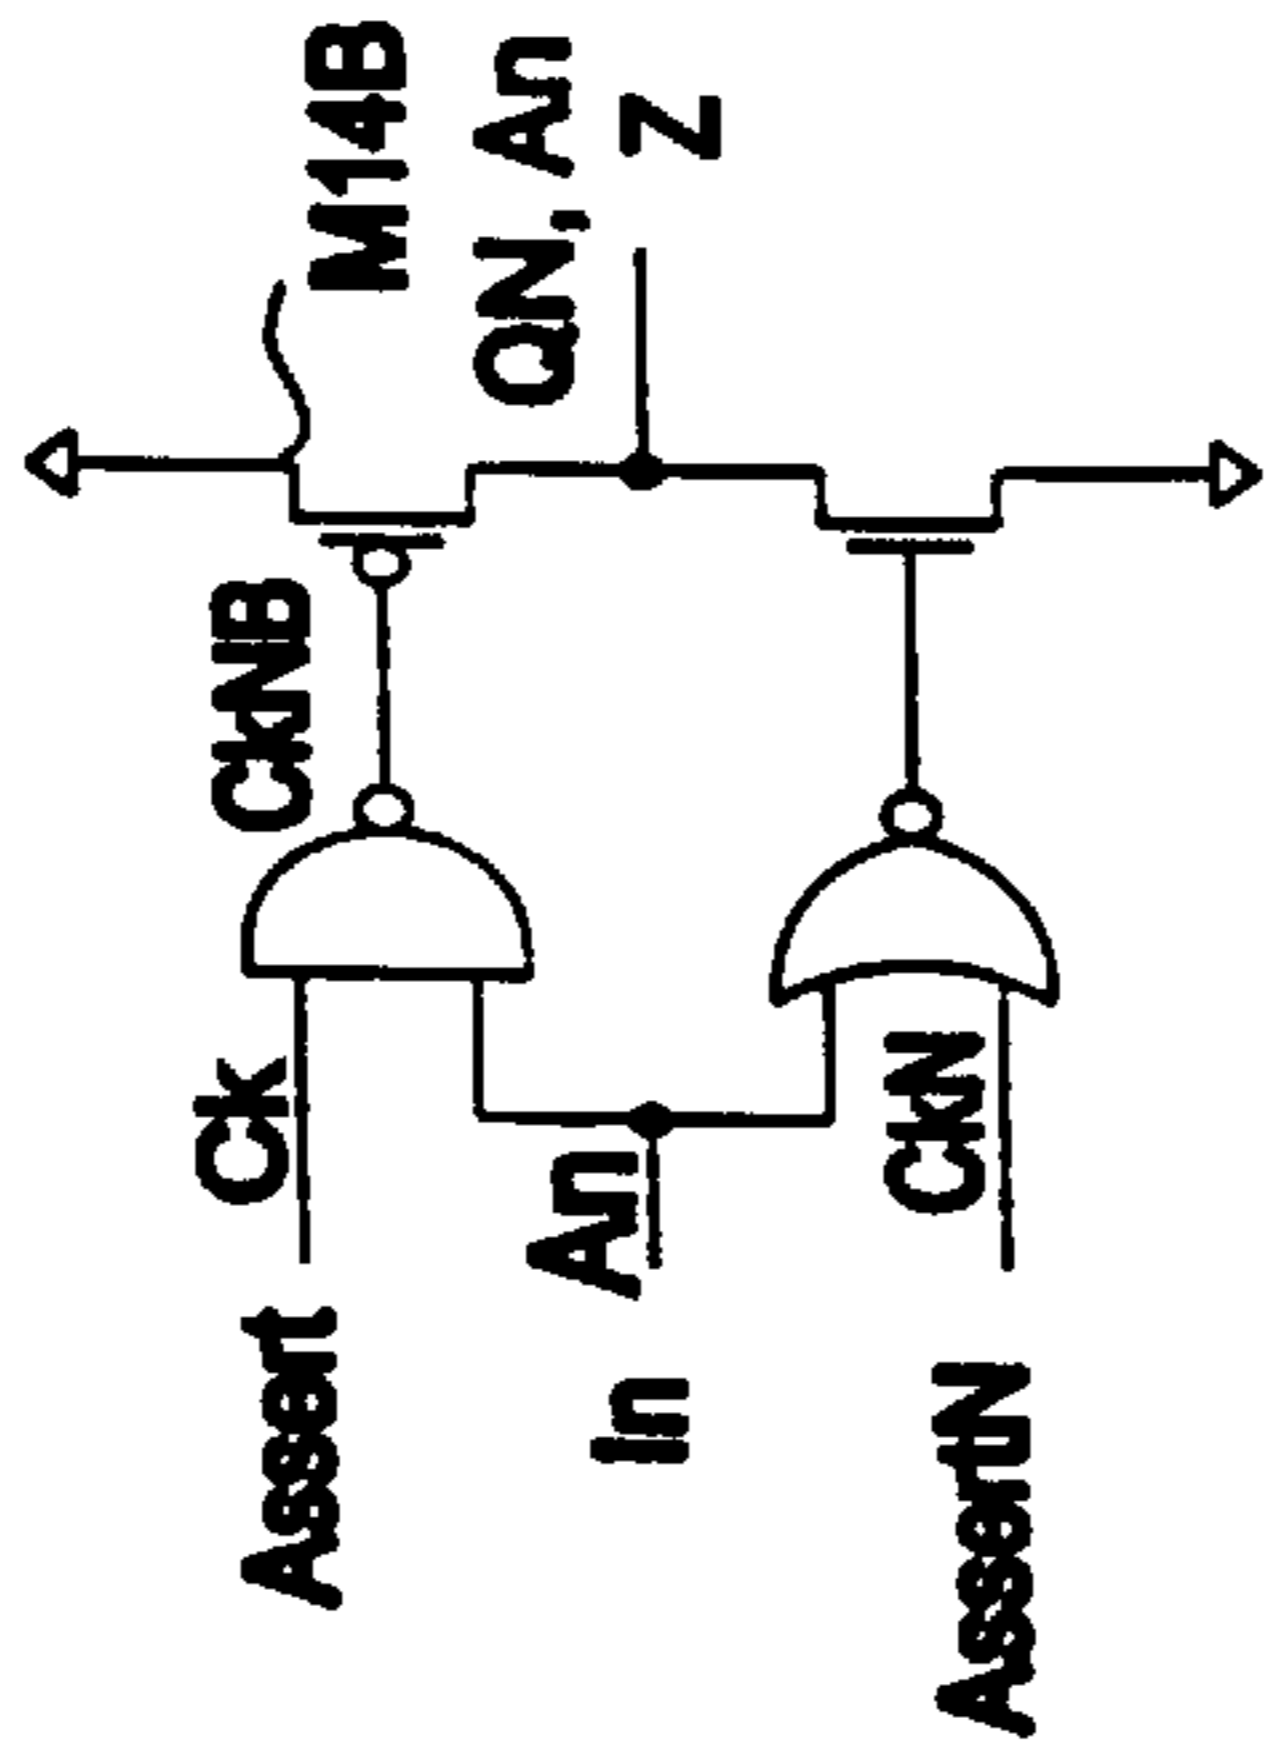 M14B
CkNB
QN, An
Z
Assert
Ck
In
An
AssertN
CkN